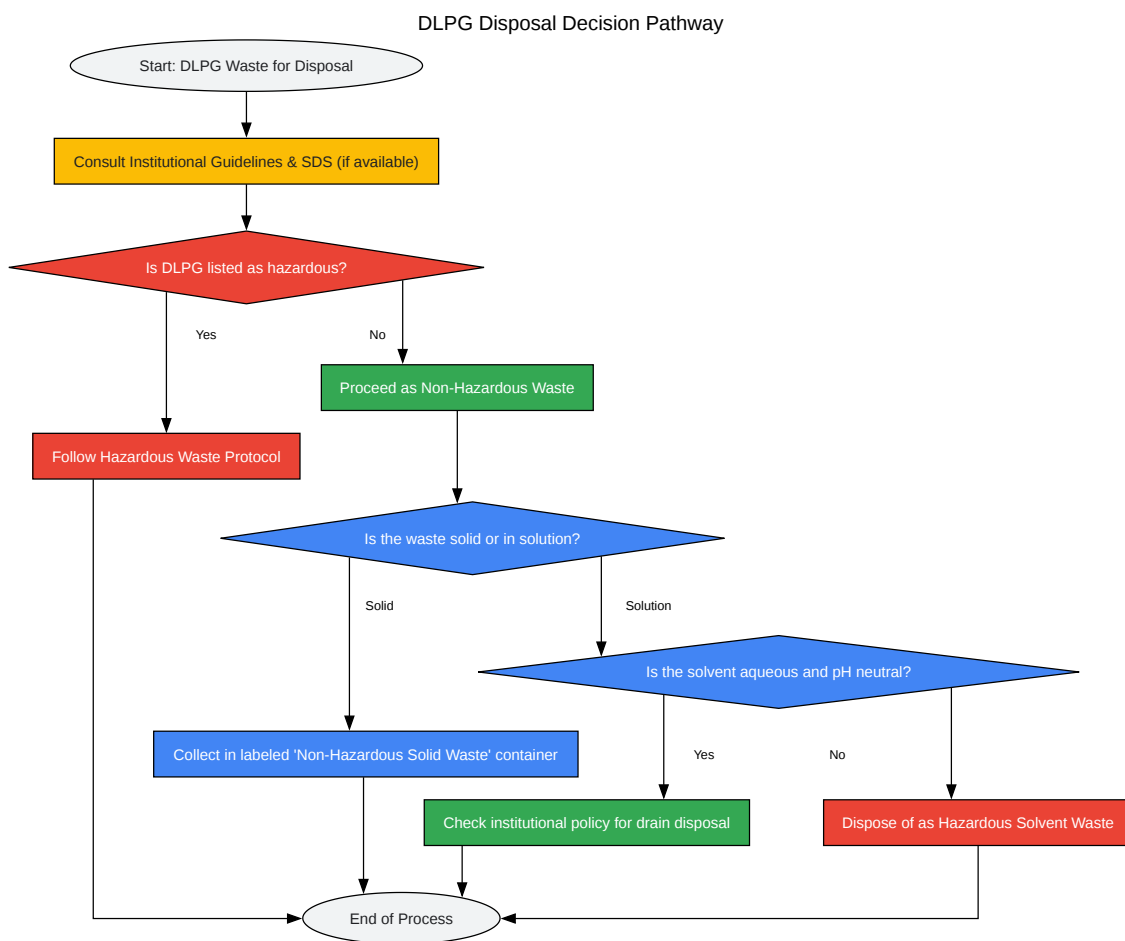 DLPG Disposal Decision Pathway
Start: DLPG Waste for Disposal
Consult Institutional Guidelines & SDS (if available)
Is DLPG listed as hazardous?
Yes
No
Proceed as Non-Hazardous Waste
Follow Hazardous Waste Protocol
Is the waste solid or in solution?
Solid
Solution
Is the solvent aqueous and pH neutral?
Collect in labeled 'Non-Hazardous Solid Waste' container
Yes
No
Check institutional policy for drain disposal
Dispose of as Hazardous Solvent Waste
End of Process